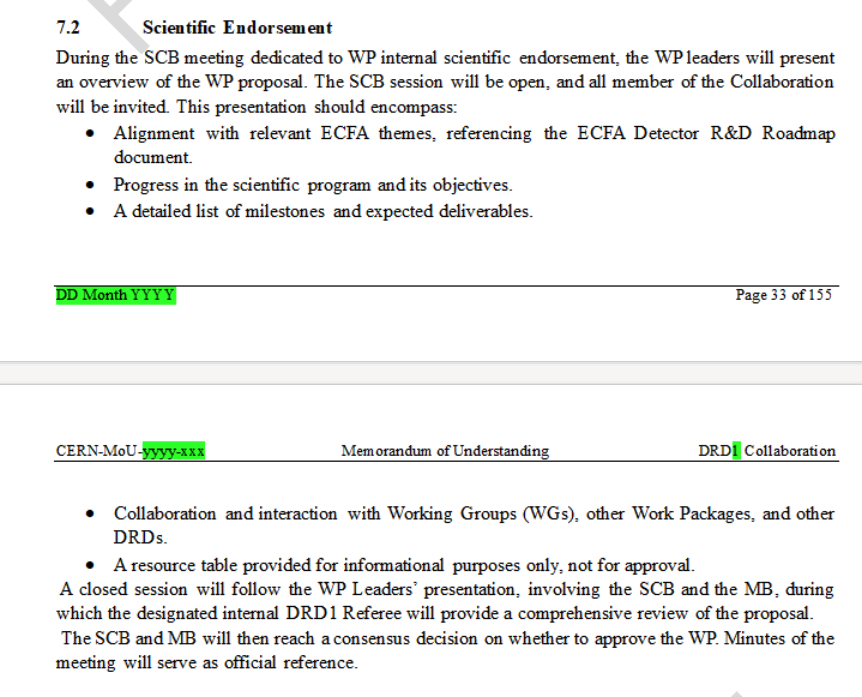 7.2 Scientific Endorsement
During the SCB meeting dedicated to WP internal scientific endorsement, the WP leaders will present
an overview of the WP proposal. The SCB session will be open, and all member of the Collaboration
will be invited. This presentation should encompass:
• Alignment with relevant ECFA themes, referencing the ECFA Detector R&D Roadmap
document.
• Progress in the scientific program and its objectives.
• A detailed list of milestones and expected deliverables.
DD Month YYYY Page 33 of 155
CERN-MoU-yyyy-xxx Memorandum of Understanding DRD1 Collaboration
• Collaboration and interaction with Working Groups (WGs), other Work Packages, and other
DRDs.
• A resource table provided for informational purposes only, not for approval.
A closed session will follow the WP Leaders’ presentation, involving the SCB and the MB, during
which the designated internal DRD1 Referee will provide a comprehensive review of the proposal.
The SCB and MB will then reach a consensus decision on whether to approve the WP. Minutes of the
meeting will serve as official reference.